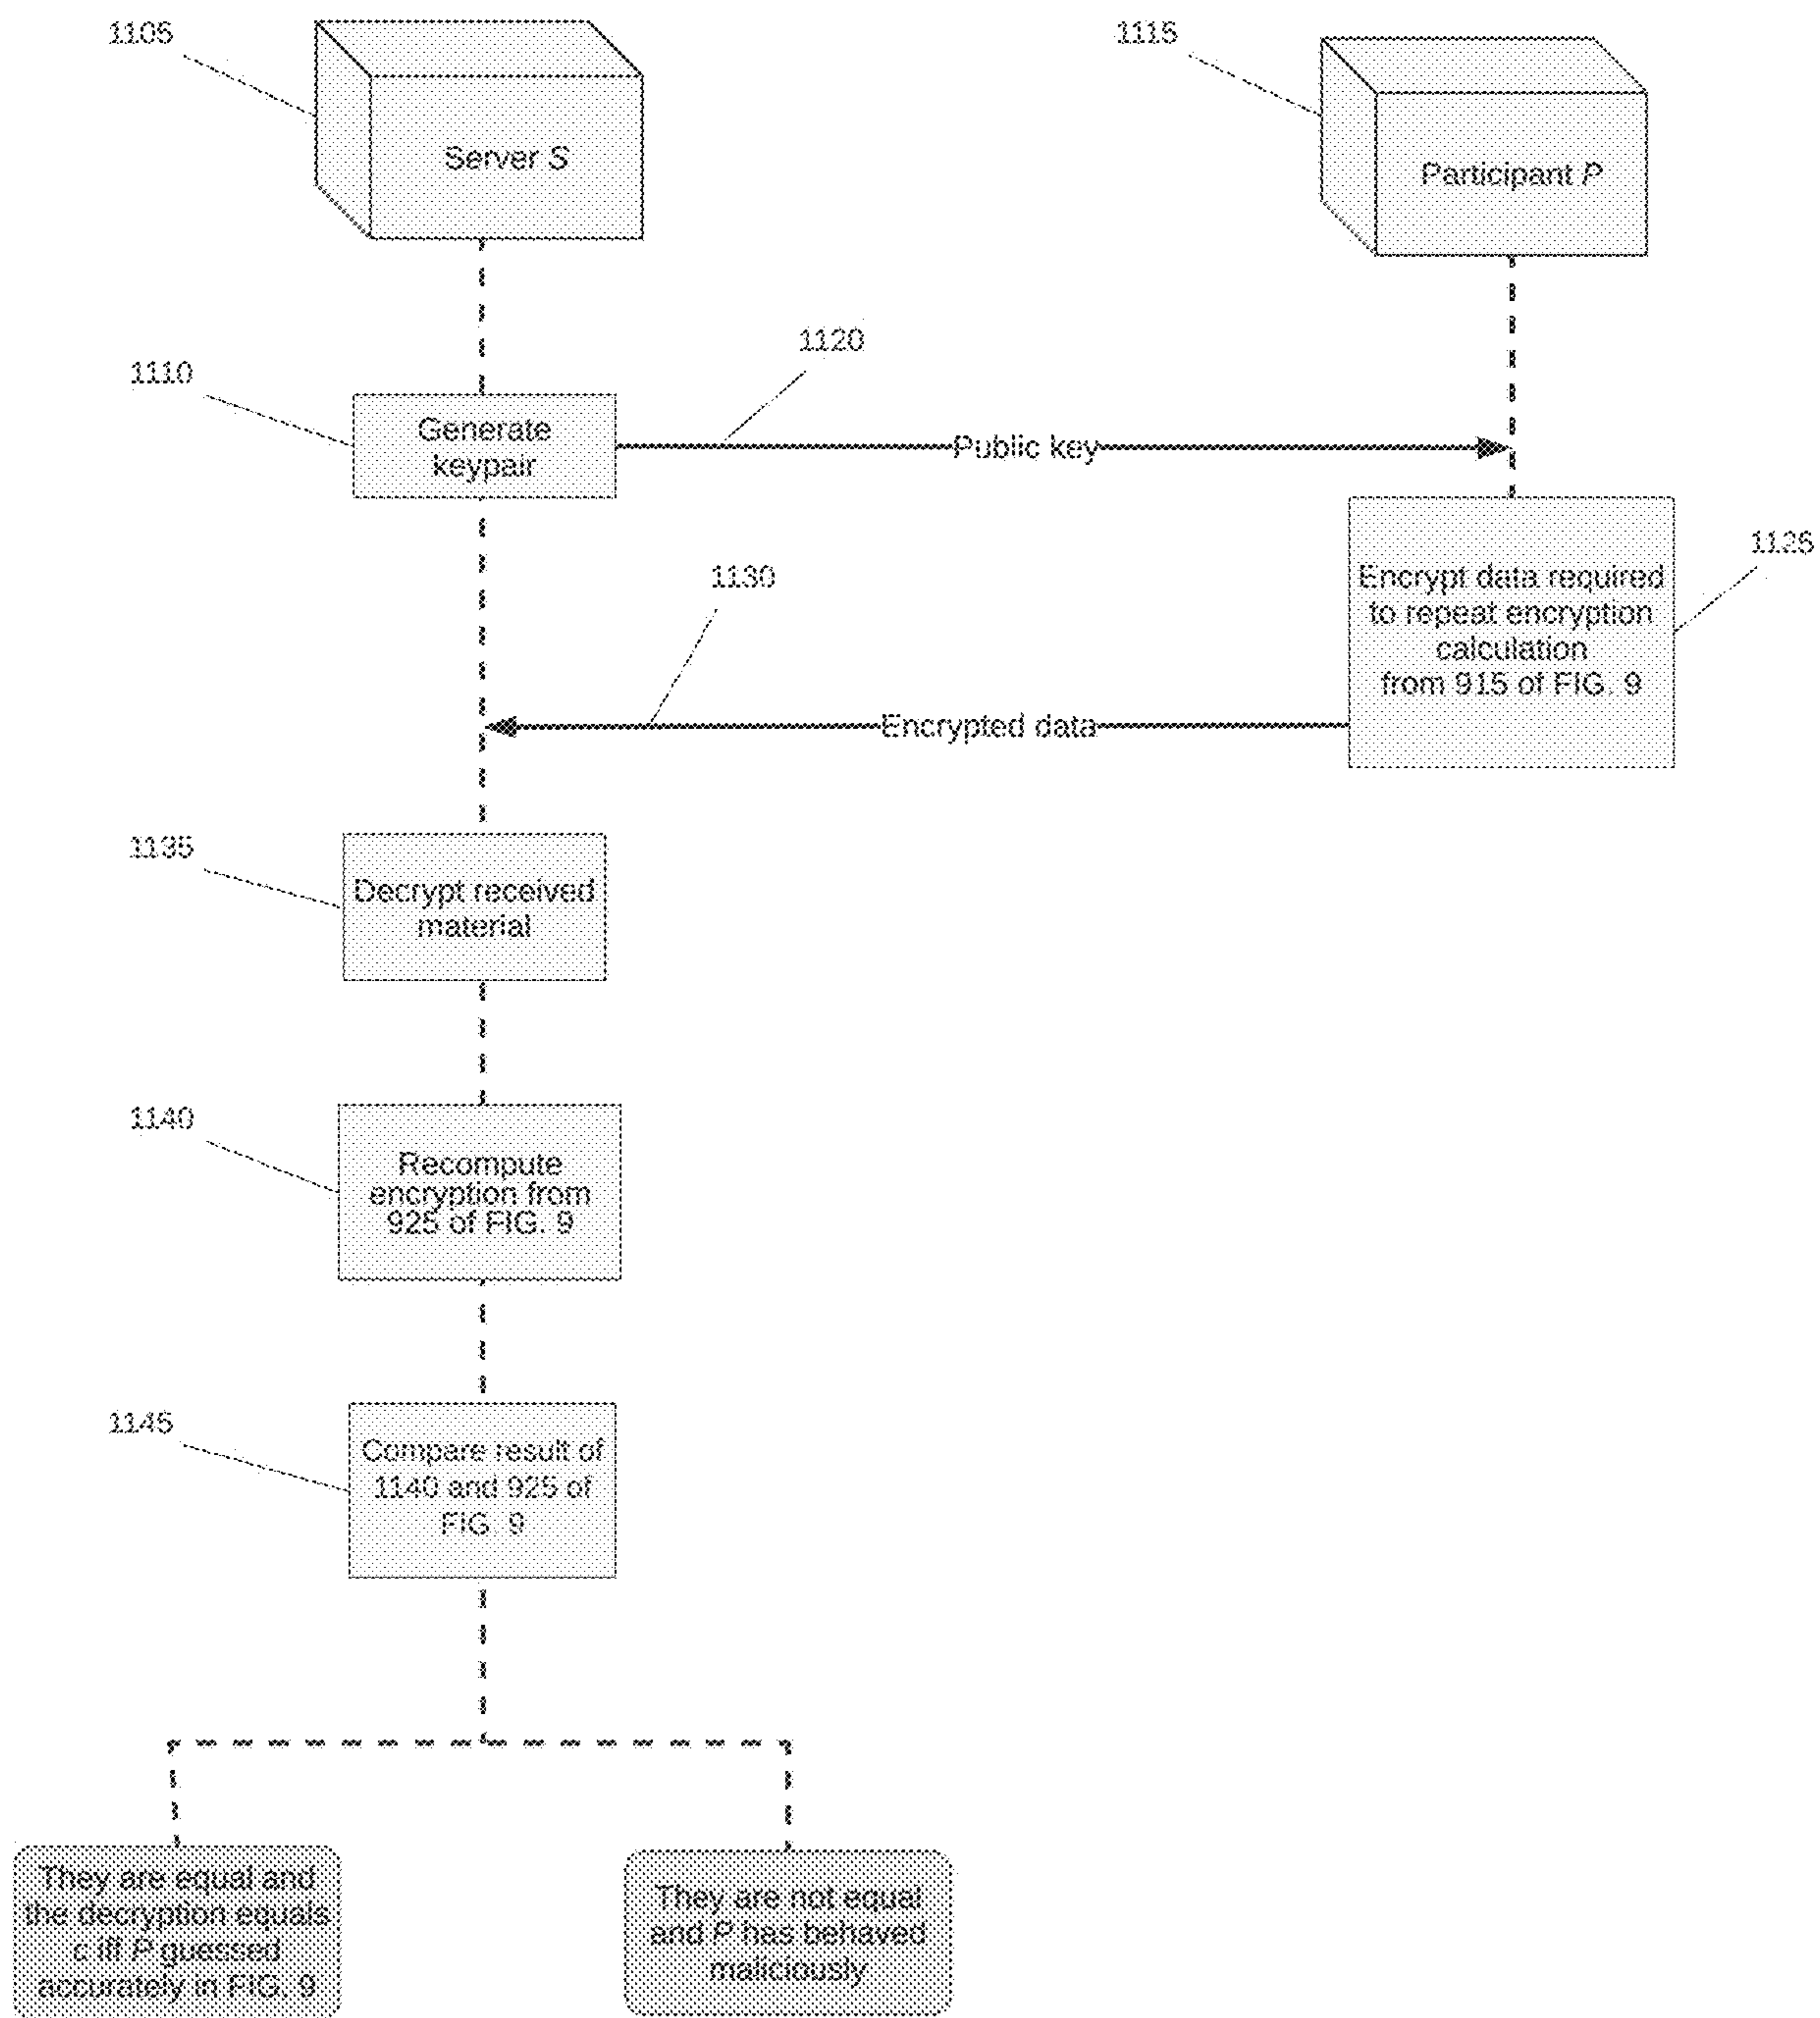 1105
Server S
1115
Participant P
1110
Generate
keypair
1120
Public key
1125
Encrypt data required
to repeat encryption
calculation
from 915 of FIG. 9
1130
Encrypted data
1135
Decrypt received
material
1140
Recompute
encryption from
925 of FIG. 9
1145
Compare result of
1140 and 925 of
FIG. 9
They are equal and
the decryption equals
c iff P guessed
accurately in FIG. 9
They are not equal
and P has behaved
maliciously